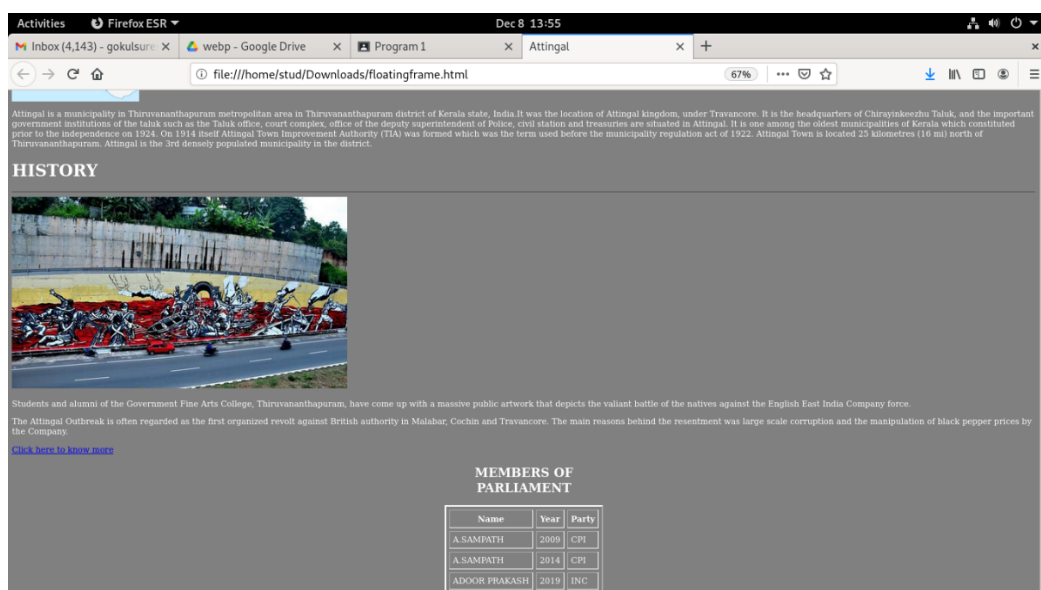 Activities Firefox ESR Dec 8 13:55
Inbox (4,143) - gokulsure webp - Google Drive Program 1 Attingal
file:///home/stud/Downloads/floatingframe.html 67%
Attingal is a municipality in Thiruvananthapuram metropolitan area in Thiruvananthapuram district of Kerala state, India.It was the location of Attingal kingdom, under Travancore. It is the headquarters of Chirayinkeezhu Taluk, and the important
government institutions of the taluk such as the Taluk office, court complex, office of the deputy superintendent of Police, civil station and treasuries are situated in Attingal. It is one among the oldest municipalities of Kerala which constituted
prior to the independence on 1924. On 1914 itself Attingal Town Improvement Authority (TIA) was formed which was the term used before the municipality regulation act of 1922. Attingal Town is located 25 kilometres (16 mi) north of
Thiruvananthapuram. Attingal is the 3rd densely populated municipality in the district.
HISTORY
Students and alumni of the Government Fine Arts College, Thiruvananthapuram, have come up with a massive public artwork that depicts the valiant battle of the natives against the English East India Company force.
The Attingal Outbreak is often regarded as the first organized revolt against British authority in Malabar, Cochin and Travancore. The main reasons behind the resentment was large scale corruption and the manipulation of black pepper prices by
the Company.
Click here to know more
MEMBERS OF
PARLIAMENT
Name Year Party
A.SAMPATH 2009 CPI
A.SAMPATH 2014 CPI
ADOOR PRAKASH 2019 INC